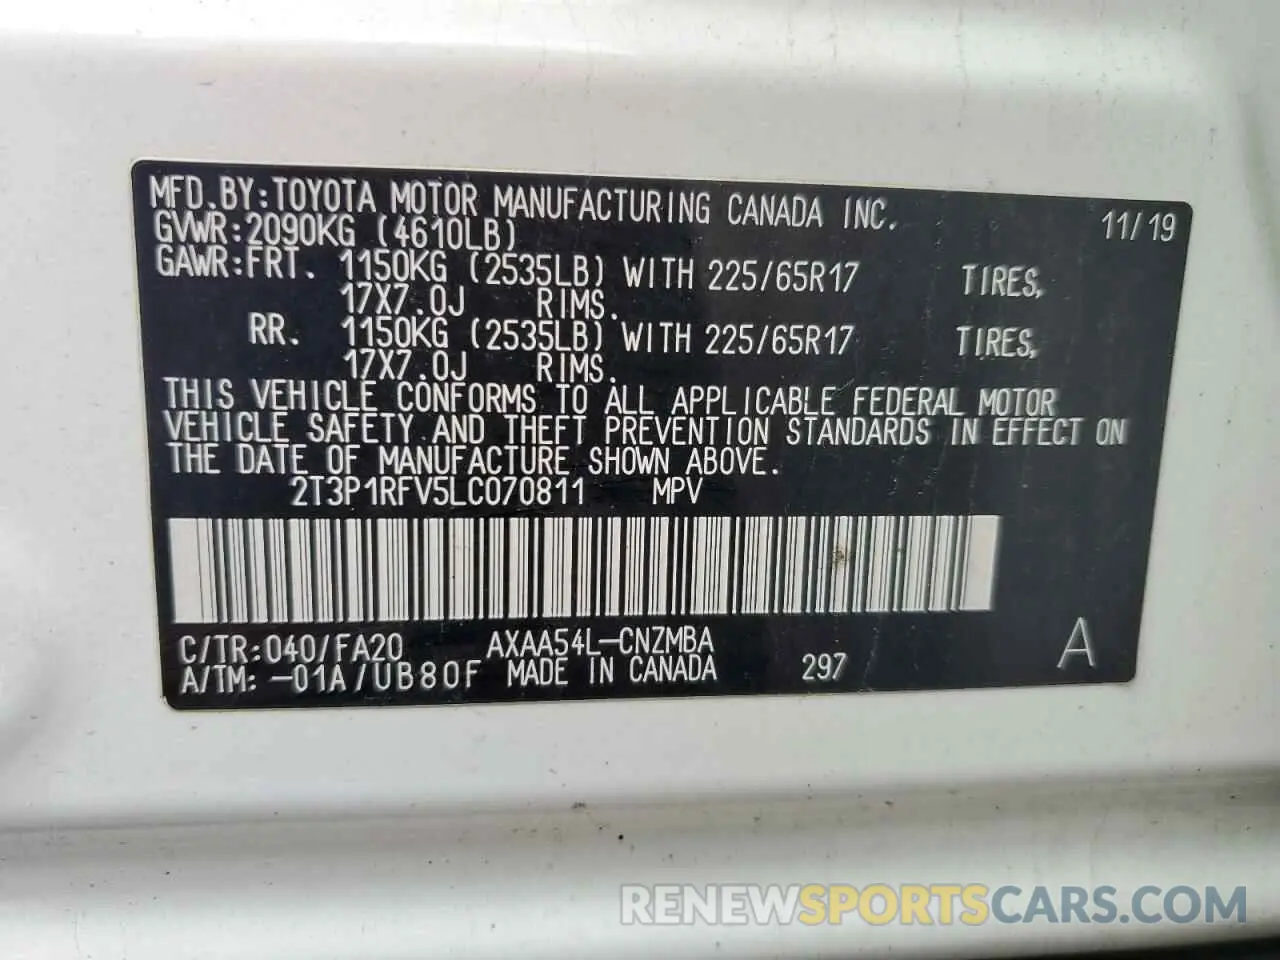 MFD.BY:TOYOTA MOTOR MANUFACTURING CANADA INC. 11/19
GVWR:2090KG (4610LB)
GAWR:FRT. 1150KG (2535LB) WITH 225/65R17 TIRES,
17X7.0J RIMS.
RR. 1150KG (2535LB) WITH 225/65R17 TIRES,
17X7.0J RIMS.
THIS VEHICLE CONFORMS TO ALL APPLICABLE FEDERAL MOTOR
VEHICLE SAFETY AND THEFT PREVENTION STANDARDS IN EFFECT ON
THE DATE OF MANUFACTURE SHOWN ABOVE.
2T3P1RFV5LC070811 MPV
C/TR:040/FA20 AXAA54L-CNZMBA
A/TM:-01A/UB80F MADE IN CANADA 297 A
RENEWSPORTSCARS.COM